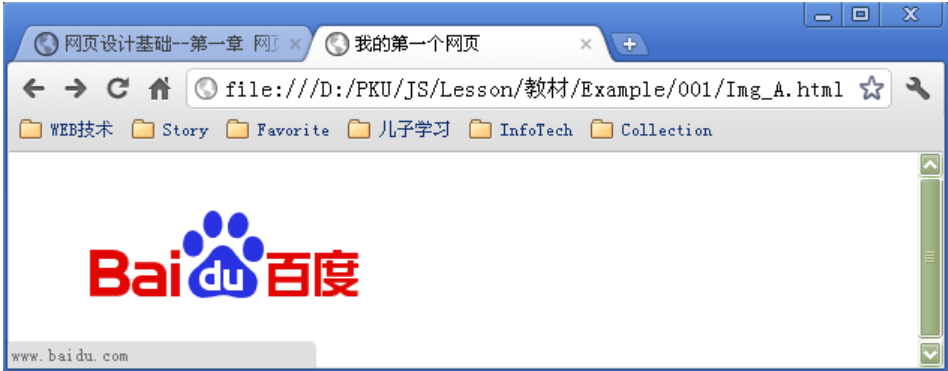 网页设计基础--第一章 网页
我的第一个网页
file:///D:/PKU/JS/Lesson/教材/Example/001/Img_A.html
WEB技术 Story Favorite 儿子学习 InfoTech Collection
Bai du 百度
www.baidu.com